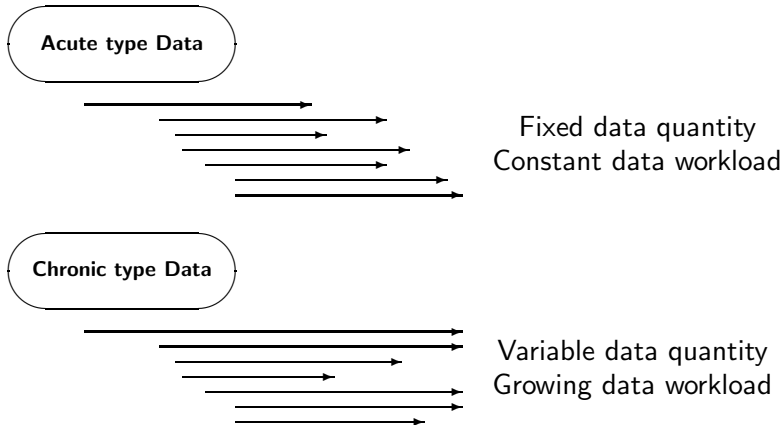 Acute type Data
Fixed data quantity
Constant data workload
Chronic type Data
Variable data quantity
Growing data workload